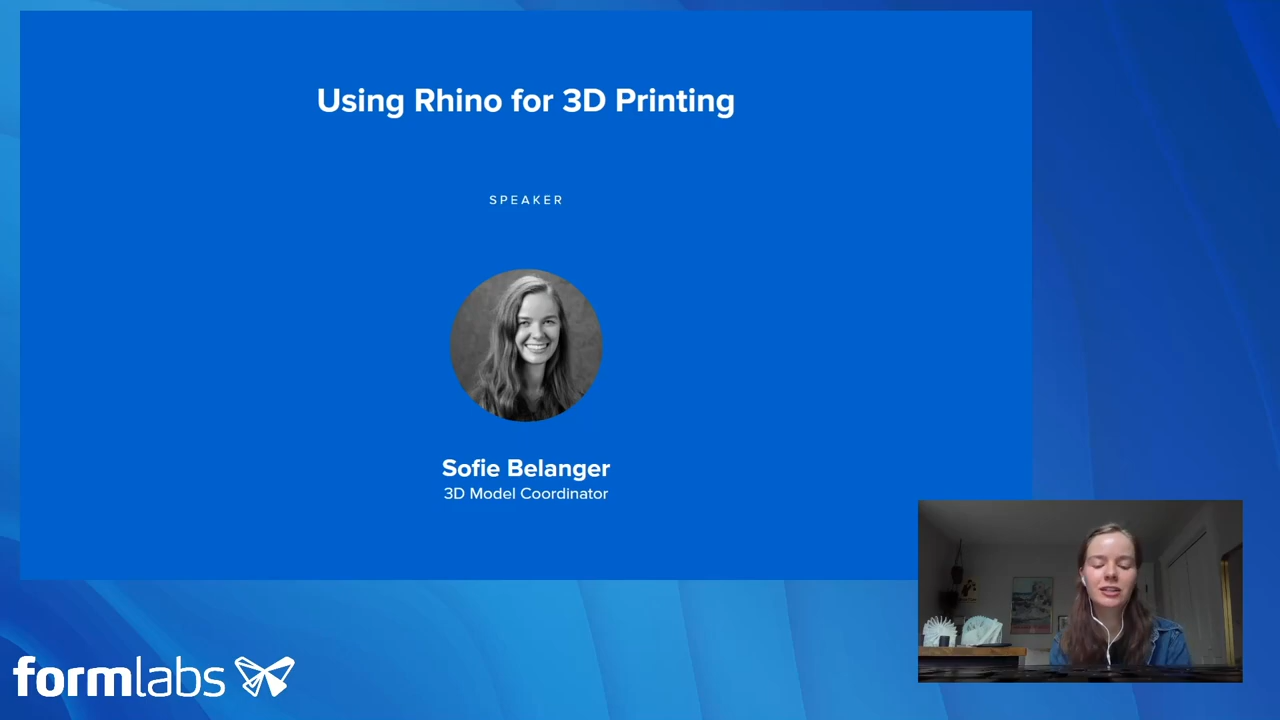 Using Rhino for 3D Printing
SPEAKER
Sofie Belanger
3D Model Coordinator
formlabs